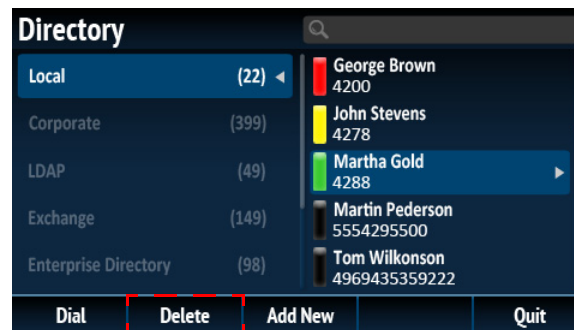 Directory
Local (22)
Corporate (399)
LDAP (49)
Exchange (149)
Enterprise Directory (98)
George Brown
4200
John Stevens
4278
Martha Gold
4288
Martin Pederson
5554295500
Tom Wilkonson
4969435359222
Dial Delete Add New Quit